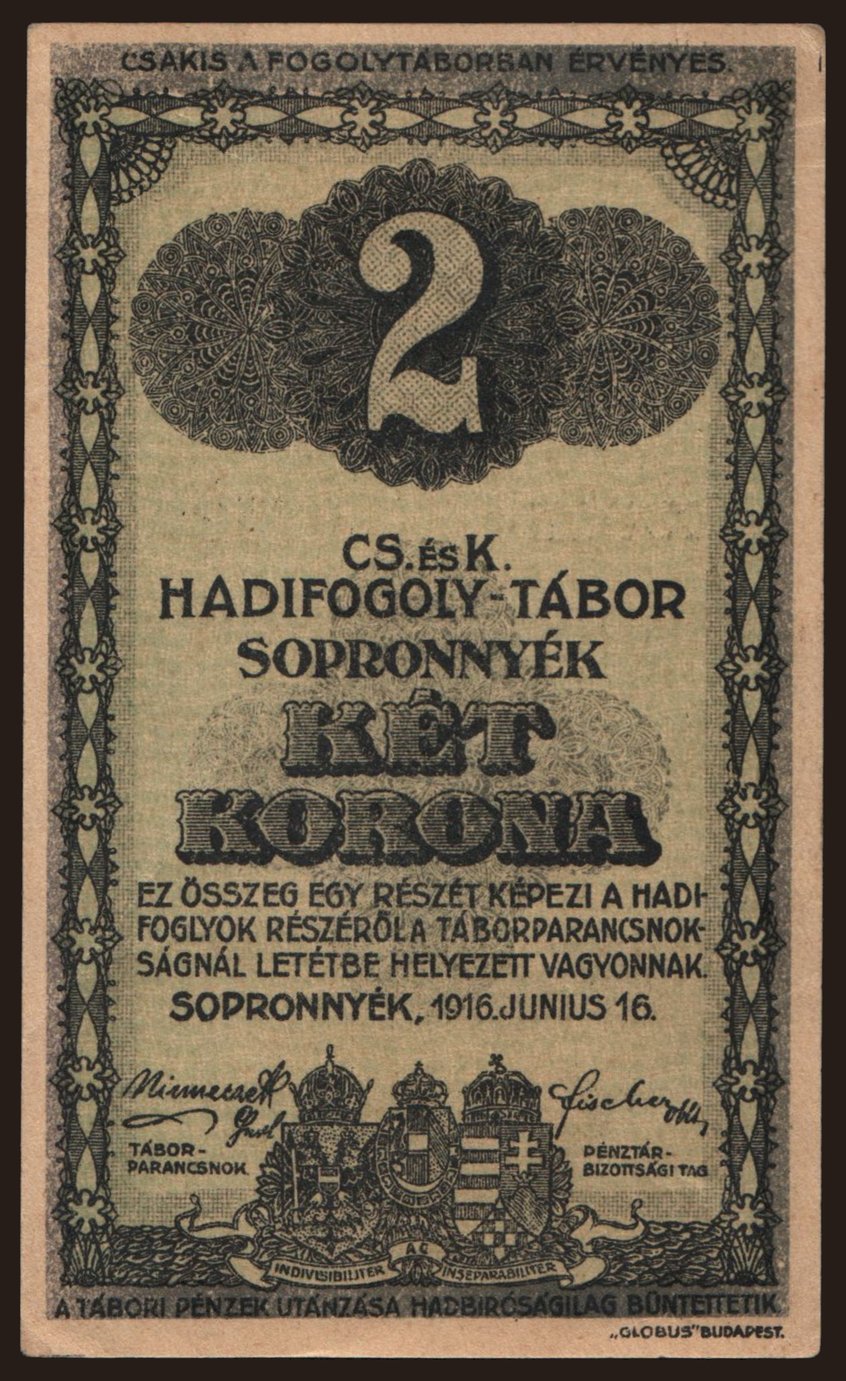 CSAKIS A FOGOLYTÁBORBAN ÉRVÉNYES.
2
CS. ÉS K.
HADIFOGOLY-TÁBOR
SOPRONNYÉK
KÉT
KORONA
EZ ÖSSZEG EGY RÉSZÉT KÉPEZI A HADI-
FOGLYOK RÉSZÉRŐL A TÁBORPARANCSNOK-
SÁGNÁL LETÉTBE HELYEZETT VAGYONNAK.
SOPRONNYÉK, 1916. JUNIUS 16.
Fischer
TÁBOR-
PARANCSNOK
PÉNZTÁR-
BIZOTTSÁGI TAG
INDIVISIBILITER AC INSEPARABILITER
A TÁBORI PÉNZEK UTÁNZÁSA HADBIRÓSÁGILAG BÜNTETTETIK
„GLOBUS" BUDAPEST.